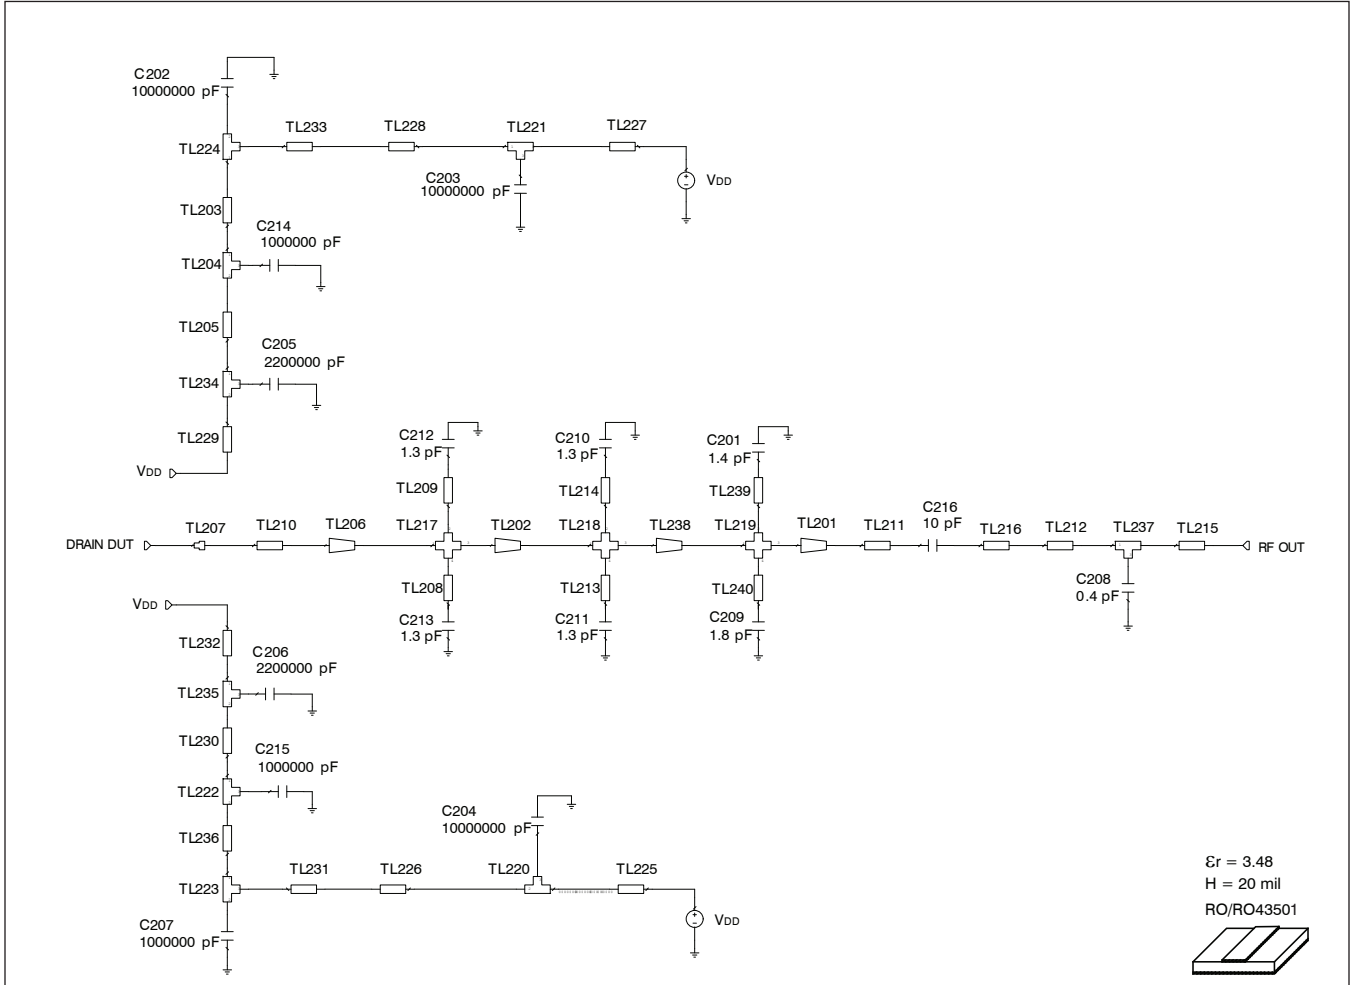 C202
10000000 pF
TL224
TL233
TL228
TL221
TL227
C203
10000000 pF
VDD
TL203
C214
1000000 pF
TL204
TL205
C205
2200000 pF
TL234
TL229
VDD
C212
1.3 pF
C210
1.3 pF
C201
1.4 pF
TL209
TL214
TL239
DRAIN DUT
TL207
TL210
TL206
TL217
TL202
TL218
TL238
TL219
TL201
TL211
C216
10 pF
TL216
TL212
TL237
TL215
RF OUT
TL208
TL213
TL240
C208
0.4 pF
C213
1.3 pF
C211
1.3 pF
C209
1.8 pF
VDD
TL232
C206
2200000 pF
TL235
TL230
C215
1000000 pF
TL222
TL236
C204
10000000 pF
TL223
TL231
TL226
TL220
TL225
VDD
C207
1000000 pF
Ɛr = 3.48
H = 20 mil
RO/RO43501